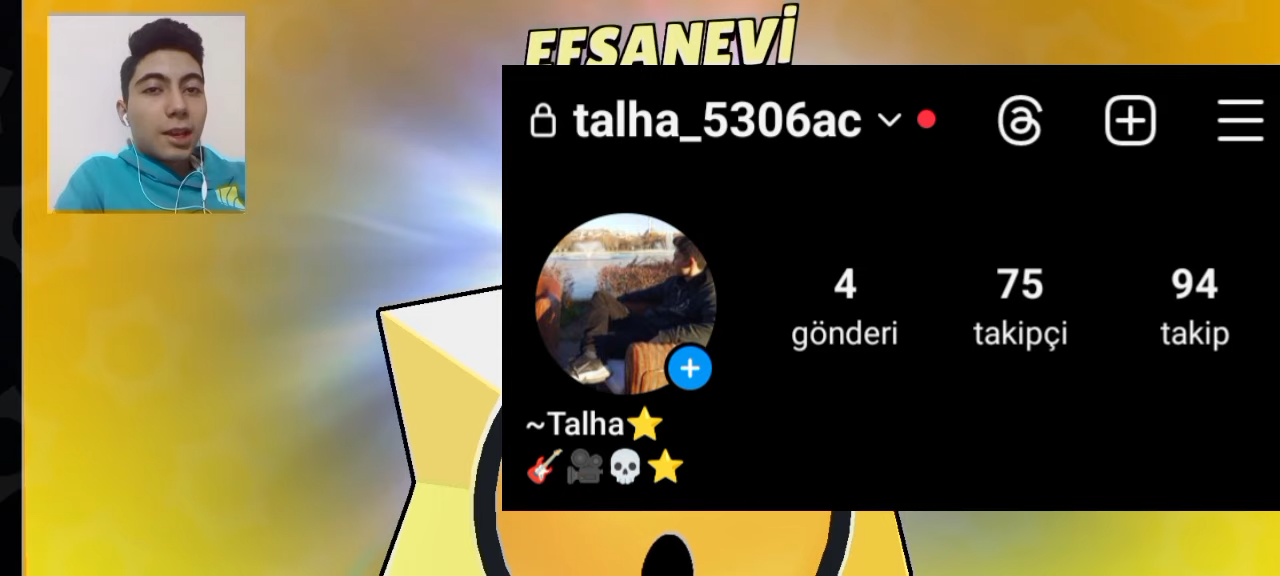 EFSANEVİ
talha_5306ac
4
75
94
gönderi
takipçi
takip
~Talha⭐
🎸🎥💀⭐